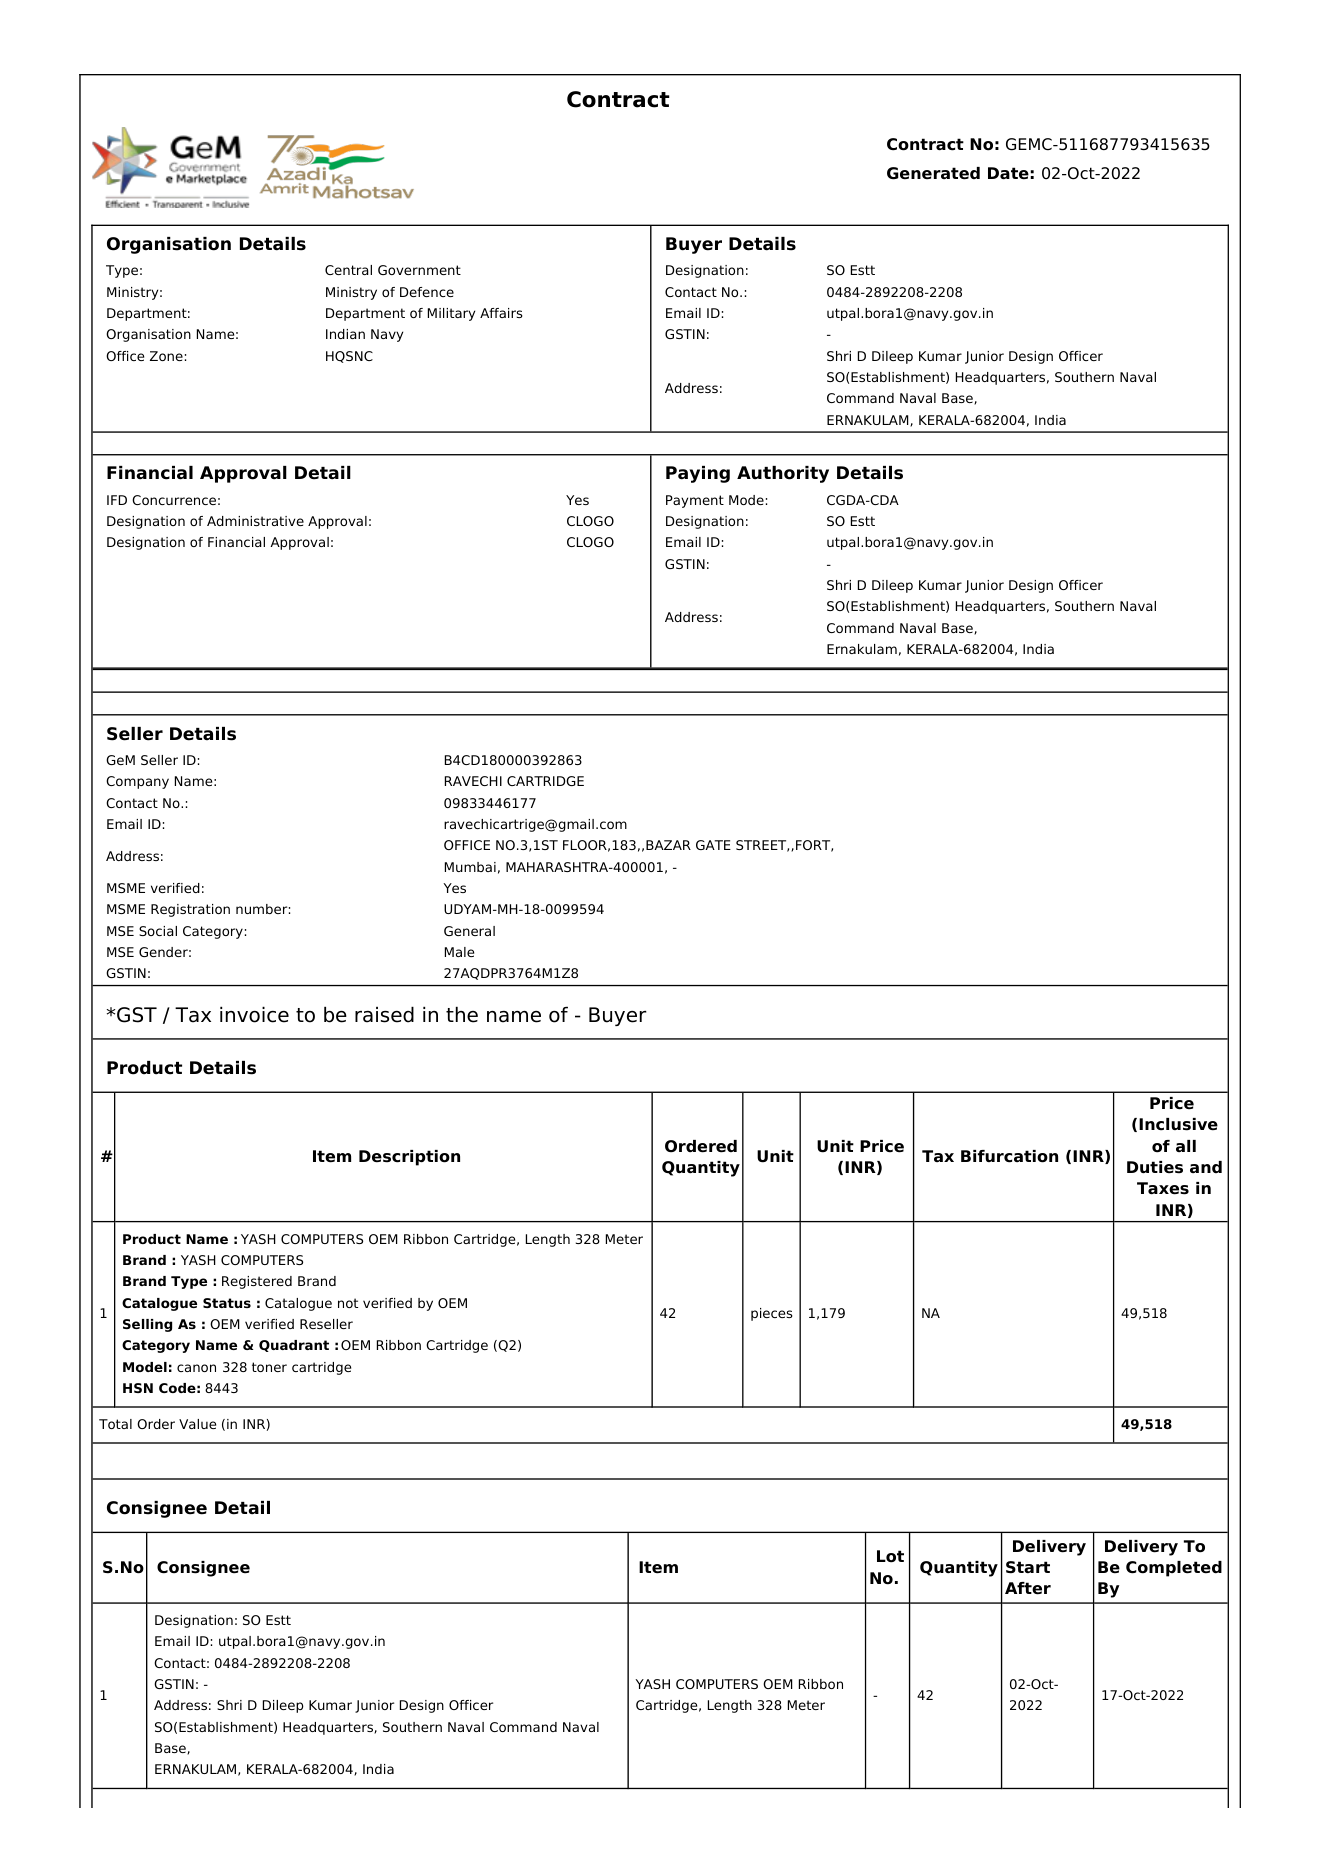 Contract
GeM
Government
e Marketplace
Efficient • Transparent • Inclusive
75
Azadi Ka
Amrit Mahotsav
Contract No: GEMC-511687793415635
Generated Date: 02-Oct-2022
Organisation Details
Type: Central Government
Ministry: Ministry of Defence
Department: Department of Military Affairs
Organisation Name: Indian Navy
Office Zone: HQSNC
Buyer Details
Designation: SO Estt
Contact No.: 0484-2892208-2208
Email ID: utpal.bora1@navy.gov.in
GSTIN: -
Address:
Shri D Dileep Kumar Junior Design Officer
SO(Establishment) Headquarters, Southern Naval
Command Naval Base,
ERNAKULAM, KERALA-682004, India
Financial Approval Detail
IFD Concurrence: Yes
Designation of Administrative Approval: CLOGO
Designation of Financial Approval: CLOGO
Paying Authority Details
Payment Mode: CGDA-CDA
Designation: SO Estt
Email ID: utpal.bora1@navy.gov.in
GSTIN: -
Address:
Shri D Dileep Kumar Junior Design Officer
SO(Establishment) Headquarters, Southern Naval
Command Naval Base,
Ernakulam, KERALA-682004, India
Seller Details
GeM Seller ID: B4CD180000392863
Company Name: RAVECHI CARTRIDGE
Contact No.: 09833446177
Email ID: ravechicartrige@gmail.com
Address:
OFFICE NO.3,1ST FLOOR,183,,BAZAR GATE STREET,,FORT,
Mumbai, MAHARASHTRA-400001, -
MSME verified: Yes
MSME Registration number: UDYAM-MH-18-0099594
MSE Social Category: General
MSE Gender: Male
GSTIN: 27AQDPR3764M1Z8
*GST / Tax invoice to be raised in the name of - Buyer
Product Details
#
Item Description
Ordered
Quantity
Unit
Unit Price
(INR)
Tax Bifurcation (INR)
Price
(Inclusive
of all
Duties and
Taxes in
INR)
1
Product Name : YASH COMPUTERS OEM Ribbon Cartridge, Length 328 Meter
Brand : YASH COMPUTERS
Brand Type : Registered Brand
Catalogue Status : Catalogue not verified by OEM
Selling As : OEM verified Reseller
Category Name & Quadrant : OEM Ribbon Cartridge (Q2)
Model: canon 328 toner cartridge
HSN Code: 8443
42
pieces
1,179
NA
49,518
Total Order Value (in INR) 49,518
Consignee Detail
S.No
Consignee
Item
Lot
No.
Quantity
Delivery
Start
After
Delivery To
Be Completed
By
1
Designation: SO Estt
Email ID: utpal.bora1@navy.gov.in
Contact: 0484-2892208-2208
GSTIN: -
Address: Shri D Dileep Kumar Junior Design Officer
SO(Establishment) Headquarters, Southern Naval Command Naval
Base,
ERNAKULAM, KERALA-682004, India
YASH COMPUTERS OEM Ribbon
Cartridge, Length 328 Meter
-
42
02-Oct-
2022
17-Oct-2022